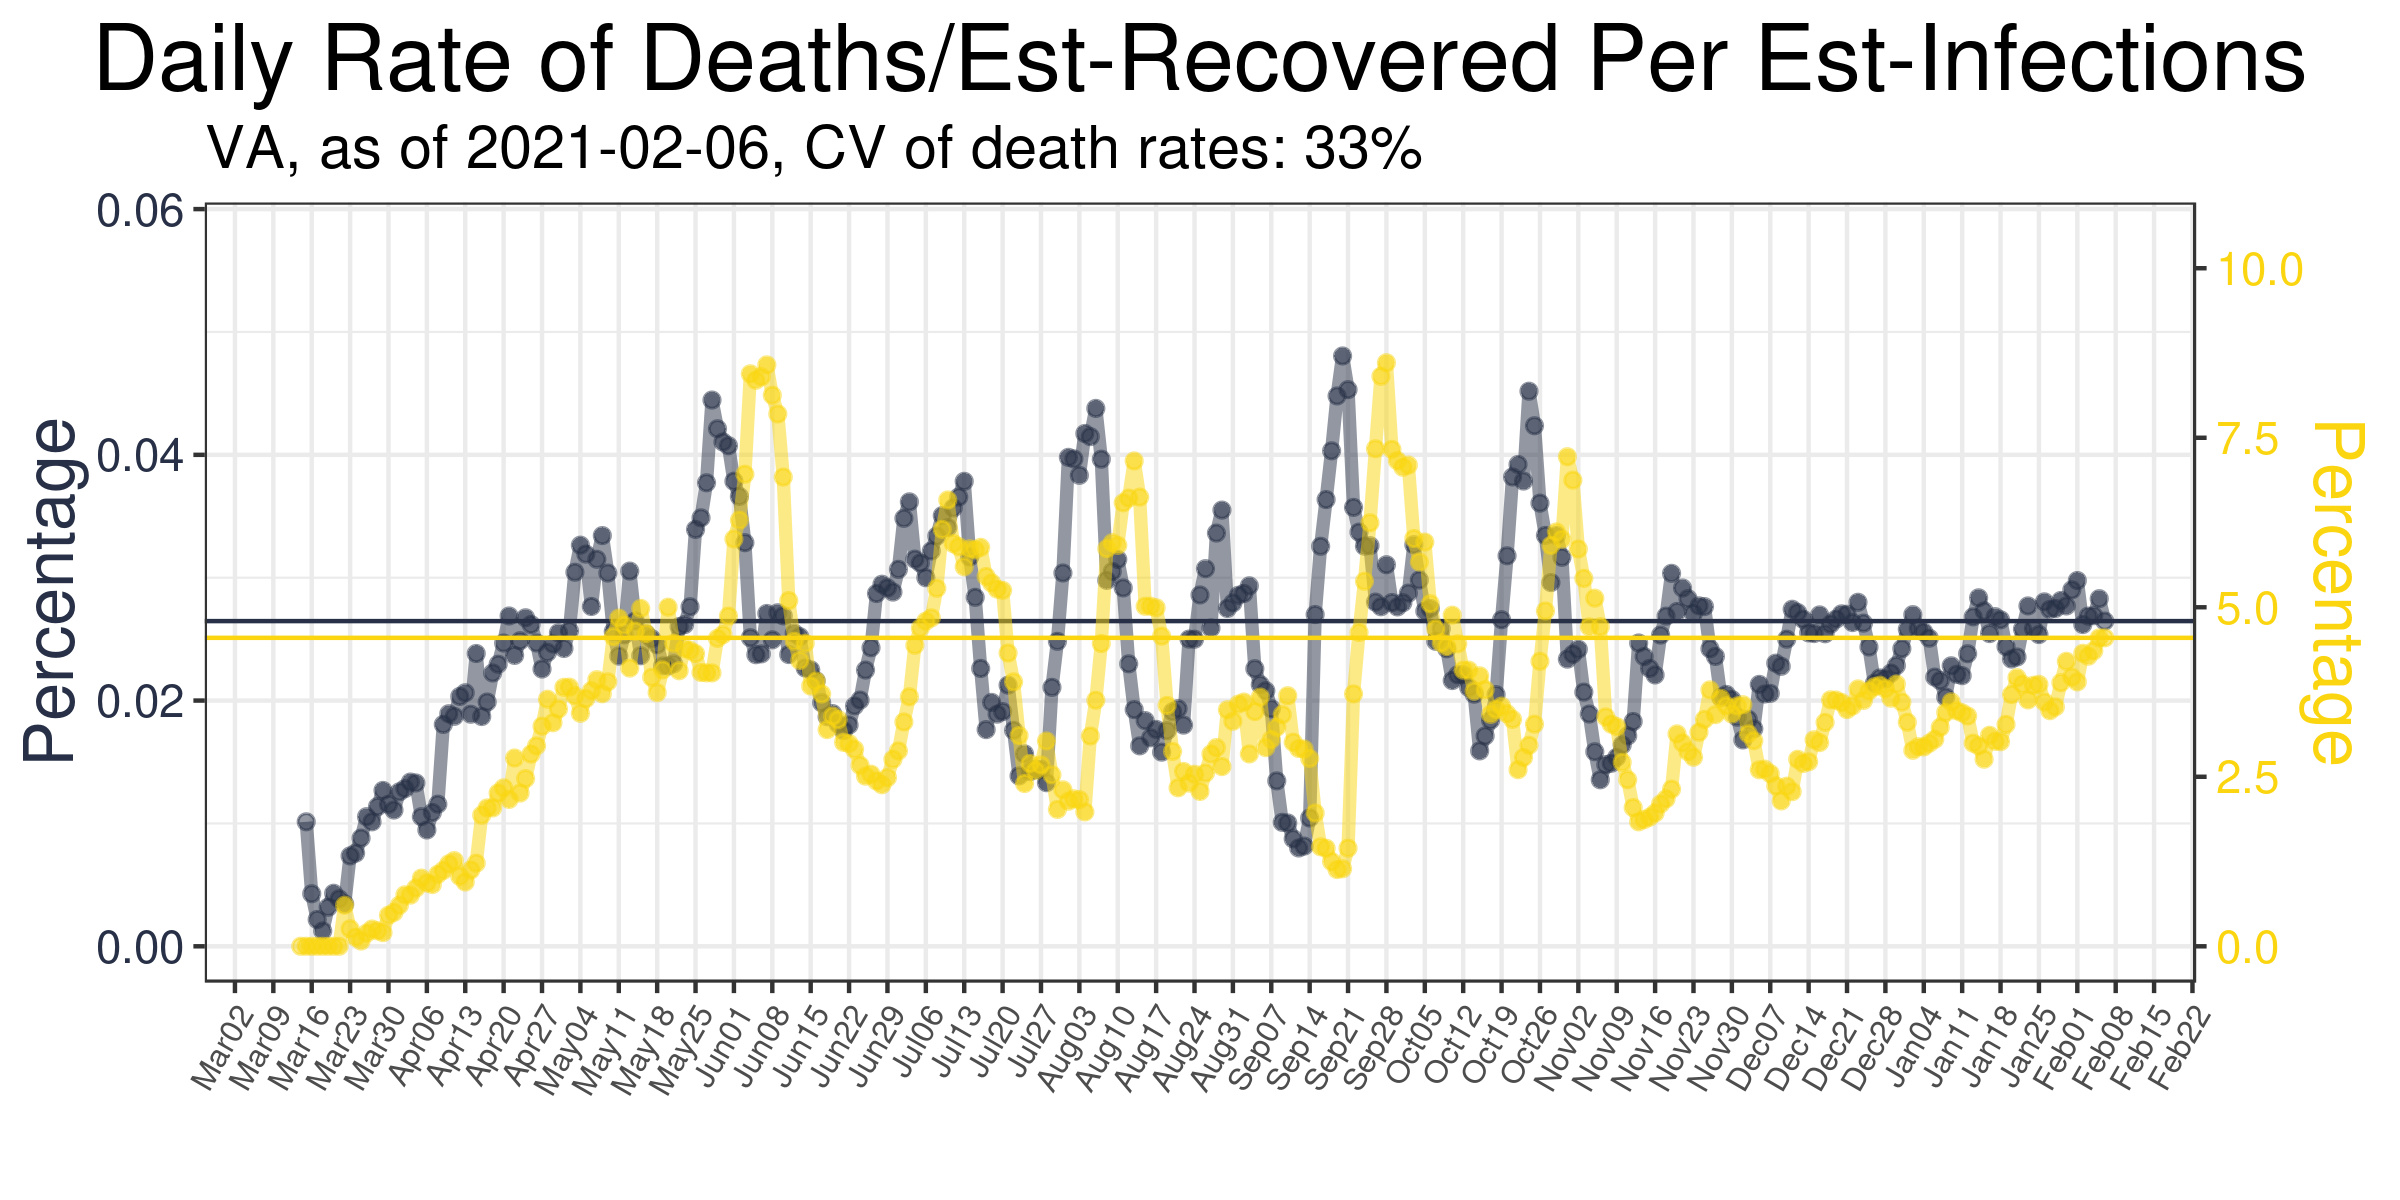 Daily Rate of Deaths/Est-Recovered Per Est-Infections
VA, as of 2021-02-06, CV of death rates: 33%
Percentage
0.06
0.04
0.02
0.00
10.0
7.5
5.0
2.5
0.0
Percentage
Mar02
Mar09
Mar16
Mar23
Mar30
Apr06
Apr13
Apr20
Apr27
May04
May11
May18
May25
Jun01
Jun08
Jun15
Jun22
Jun29
Jul06
Jul13
Jul20
Jul27
Aug03
Aug10
Aug17
Aug24
Aug31
Sep07
Sep14
Sep21
Sep28
Oct05
Oct12
Oct19
Oct26
Nov02
Nov09
Nov16
Nov23
Nov30
Nov07
Dec14
Dec21
Dec28
Dec04
Jan11
Jan18
Jan25
Feb01
Feb08
Feb15
Feb22